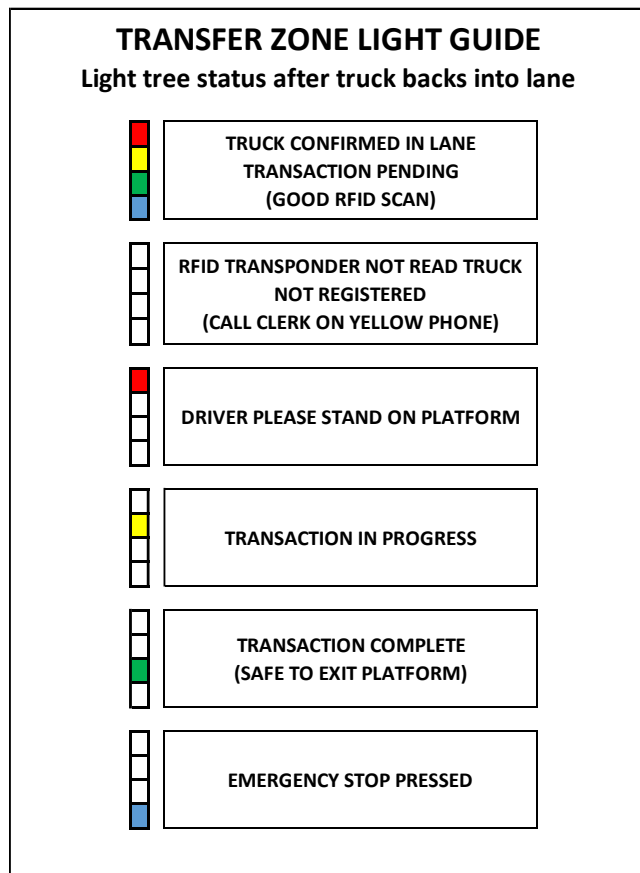 TRANSFER ZONE LIGHT GUIDE
Light tree status after truck backs into lane
TRUCK CONFIRMED IN LANE
TRANSACTION PENDING
(GOOD RFID SCAN)
RFID TRANSPONDER NOT READ TRUCK
NOT REGISTERED
(CALL CLERK ON YELLOW PHONE)
DRIVER PLEASE STAND ON PLATFORM
TRANSACTION IN PROGRESS
TRANSACTION COMPLETE
(SAFE TO EXIT PLATFORM)
EMERGENCY STOP PRESSED